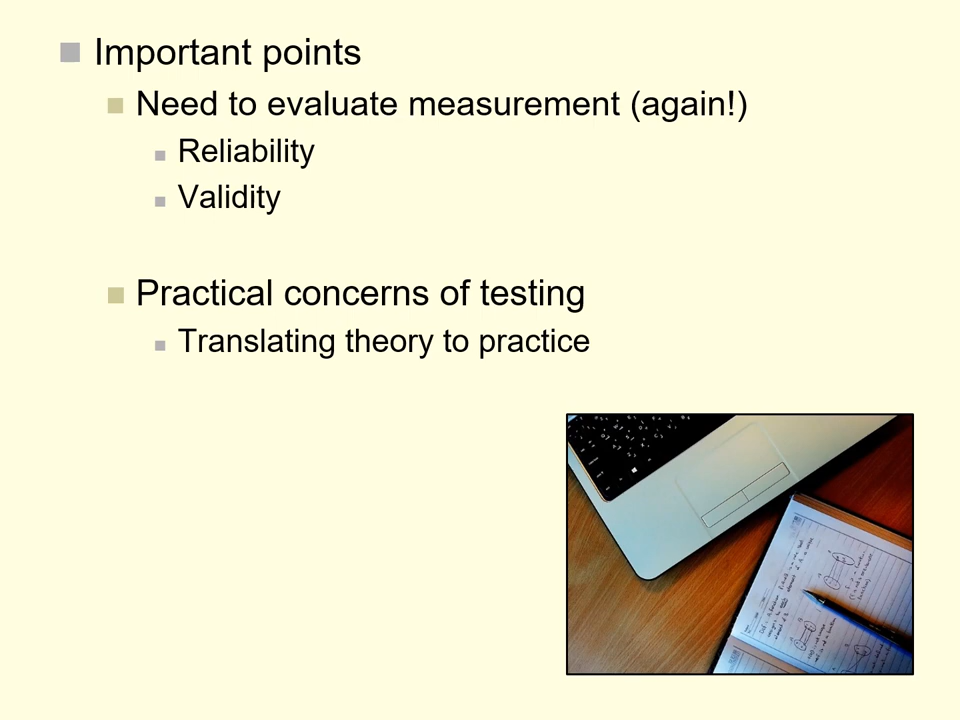 Important points
Need to evaluate measurement (again!)
Reliability
Validity
Practical concerns of testing
Translating theory to practice